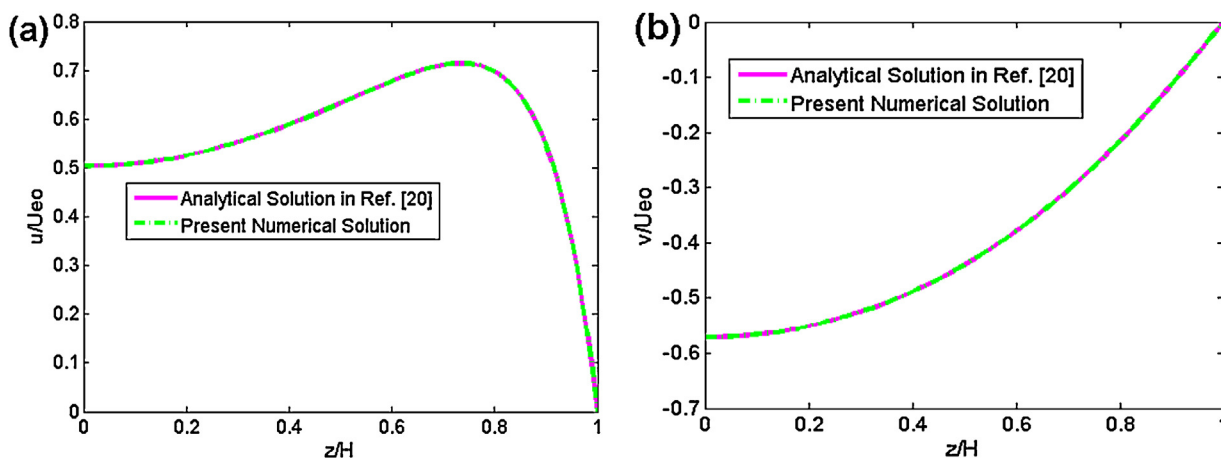 (a)
0.8
0.7
0.6
0.5
0.4
0.3
0.2
0.1
0
u/Ueo
Analytical Solution in Ref. [20]
Present Numerical Solution
0 0.2 0.4 0.6 0.8 1
z/H
(b)
0
-0.1
-0.2
-0.3
-0.4
-0.5
-0.6
-0.7
v/Ueo
Analytical Solution in Ref. [20]
Present Numerical Solution
0 0.2 0.4 0.6 0.8 1
z/H